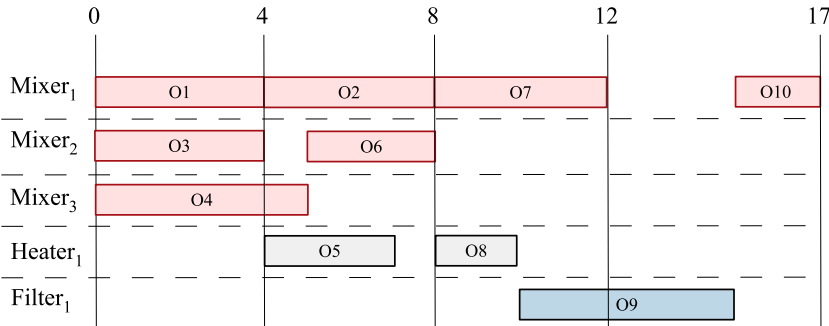 0 4 8 12 17
Mixer₁ O1 O2 O7 O10
Mixer₂ O3 O6
Mixer₃ O4
Heater₁ O5 O8
Filter₁ O9